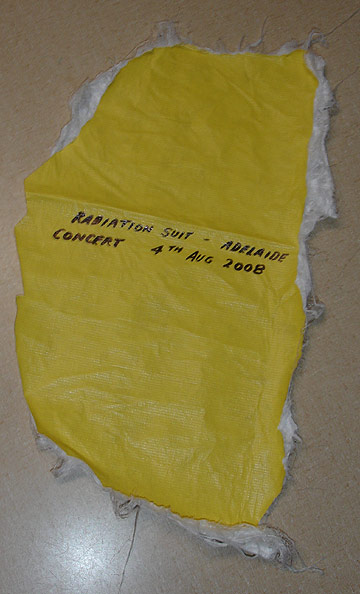 RADIATION SUIT - ADELAIDE
CONCERT 4TH AUG 2008